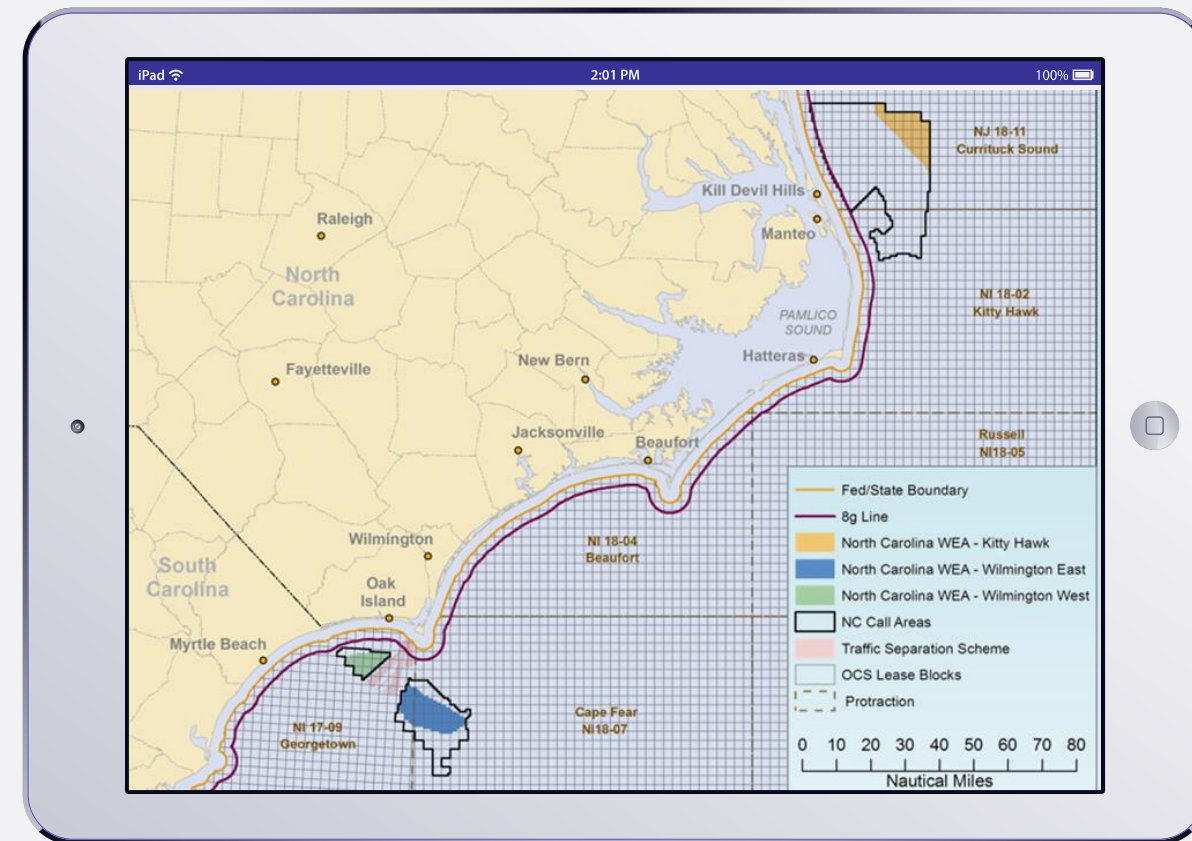 iPad
2:01 PM
100%
NJ 18-11
Currituck Sound
Kill Devil Hills
Manteo
Raleigh
North
Carolina
NI 18-02
Kitty Hawk
PAMLICO
SOUND
Hatteras
New Bern
Fayetteville
Jacksonville
Beaufort
Russell
NI18-05
Wilmington
NI 18-04
Beaufort
South
Carolina
Oak
Island
Myrtle Beach
NI 17-09
Georgetown
Cape Fear
NI18-07
Fed/State Boundary
8g Line
North Carolina WEA - Kitty Hawk
North Carolina WEA - Wilmington East
North Carolina WEA - Wilmington West
NC Call Areas
Traffic Separation Scheme
OCS Lease Blocks
Protraction
0 10 20 30 40 50 60 70 80
Nautical Miles